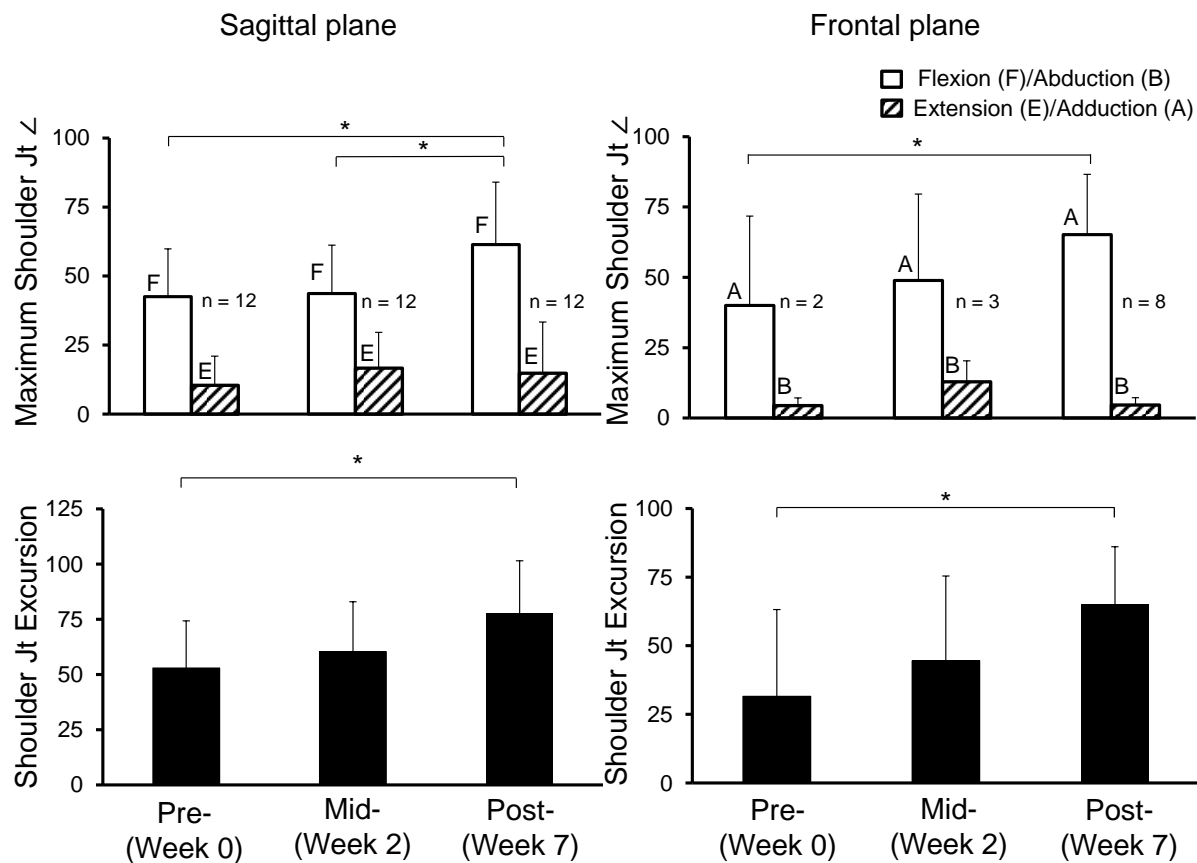 Sagittal plane
Frontal plane
Flexion (F)/Abduction (B)
Extension (E)/Adduction (A)
Maximum Shoulder Jt ∠
100
75
50
25
0
*
*
F
E
n = 12
F
E
n = 12
F
E
n = 12
Maximum Shoulder Jt ∠
100
75
50
25
0
*
A
B
n = 2
A
B
n = 3
A
B
n = 8
Shoulder Jt Excursion
125
100
75
50
25
0
*
Pre-
(Week 0)
Mid-
(Week 2)
Post-
(Week 7)
Shoulder Jt Excursion
100
75
50
25
0
*
Pre-
(Week 0)
Mid-
(Week 2)
Post-
(Week 7)